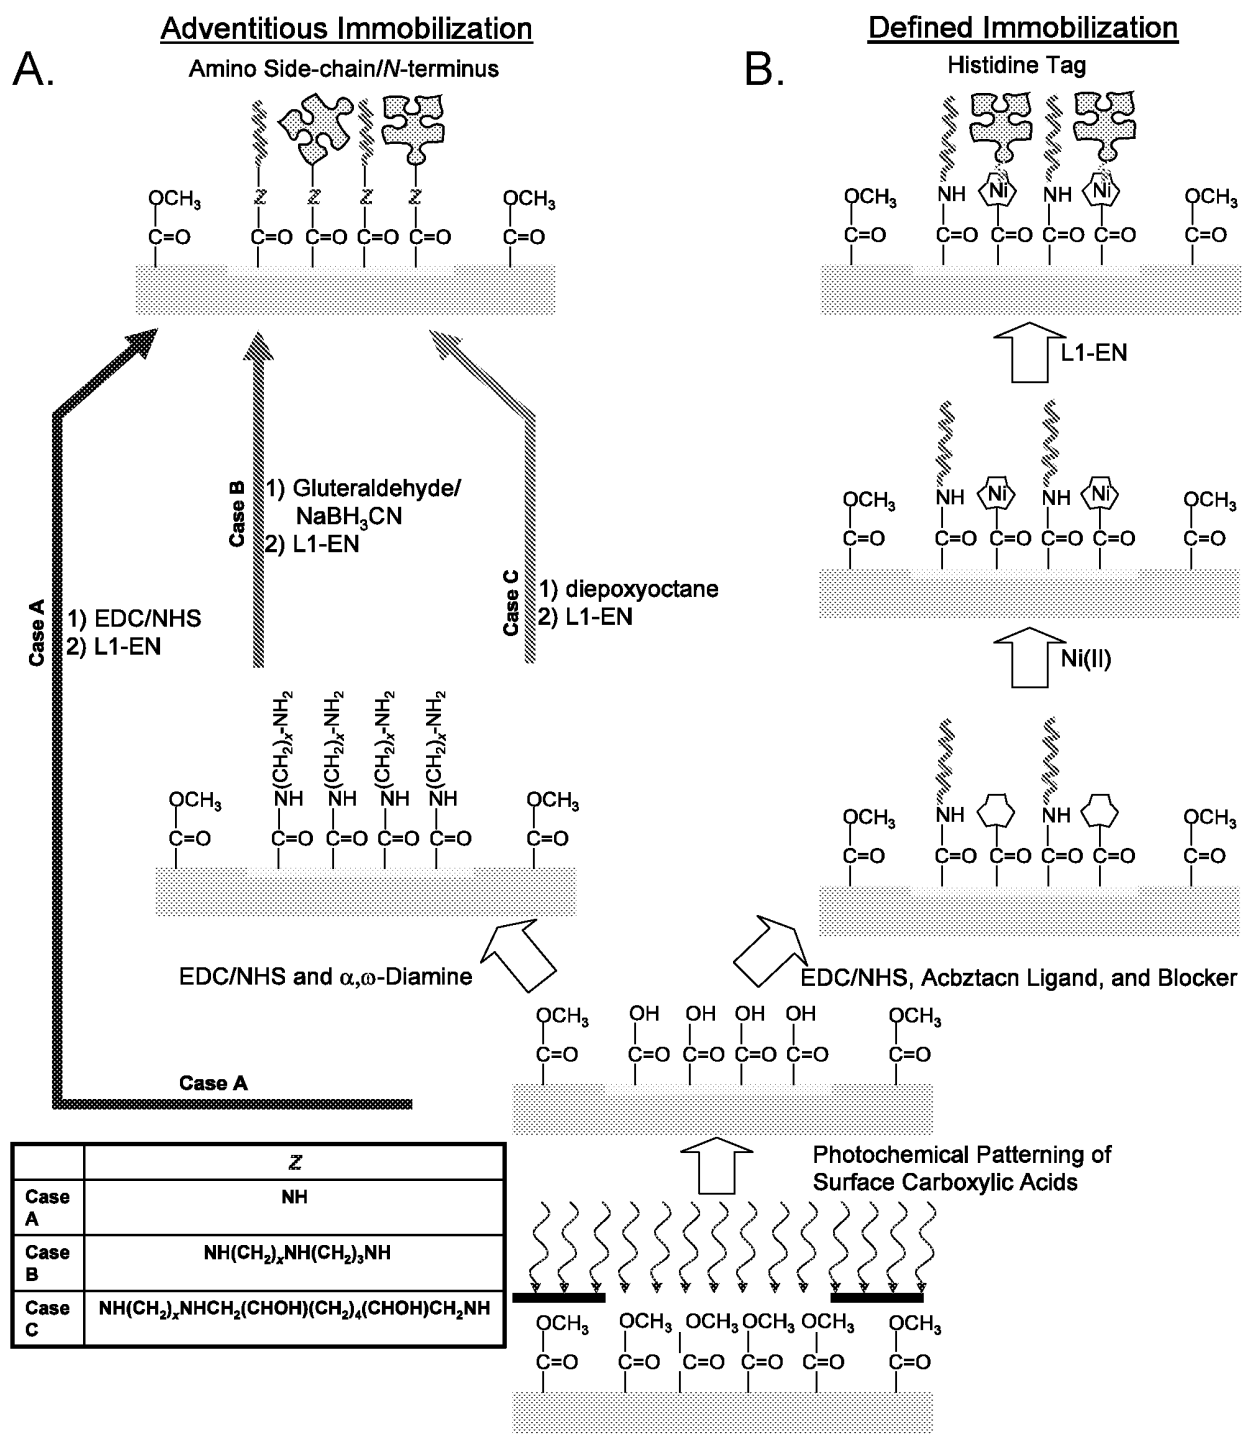 Adventitious Immobilization
A.
Amino Side-chain/N-terminus
Z Z Z Z
OCH3 OCH3
C=O C=O C=O C=O C=O C=O
Case A
1) EDC/NHS
2) L1-EN
Case B
1) Gluteraldehyde/
NaBH3CN
2) L1-EN
Case C
1) diepoxyoctane
2) L1-EN
(CH2)x-NH2 (CH2)x-NH2 (CH2)x-NH2 (CH2)x-NH2
OCH3 NH NH NH NH OCH3
C=O C=O C=O C=O C=O C=O
EDC/NHS and α,ω-Diamine
Case A
Defined Immobilization
B.
Histidine Tag
OCH3 NH Ni NH Ni OCH3
C=O C=O C=O C=O C=O C=O
L1-EN
OCH3 NH Ni NH Ni OCH3
C=O C=O C=O C=O C=O C=O
Ni(II)
OCH3 NH NH OCH3
C=O C=O C=O C=O C=O C=O
EDC/NHS, Acbztacn Ligand, and Blocker
OCH3 OH OH OH OH OCH3
C=O C=O C=O C=O C=O C=O
Photochemical Patterning of
Surface Carboxylic Acids
OCH3 OCH3 OCH3 OCH3 OCH3 OCH3
C=O C=O C=O C=O C=O C=O
Z
Case
A
NH
Case
B
NH(CH2)xNH(CH2)3NH
Case
C
NH(CH2)xNHCH2(CHOH)(CH2)4(CHOH)CH2NH